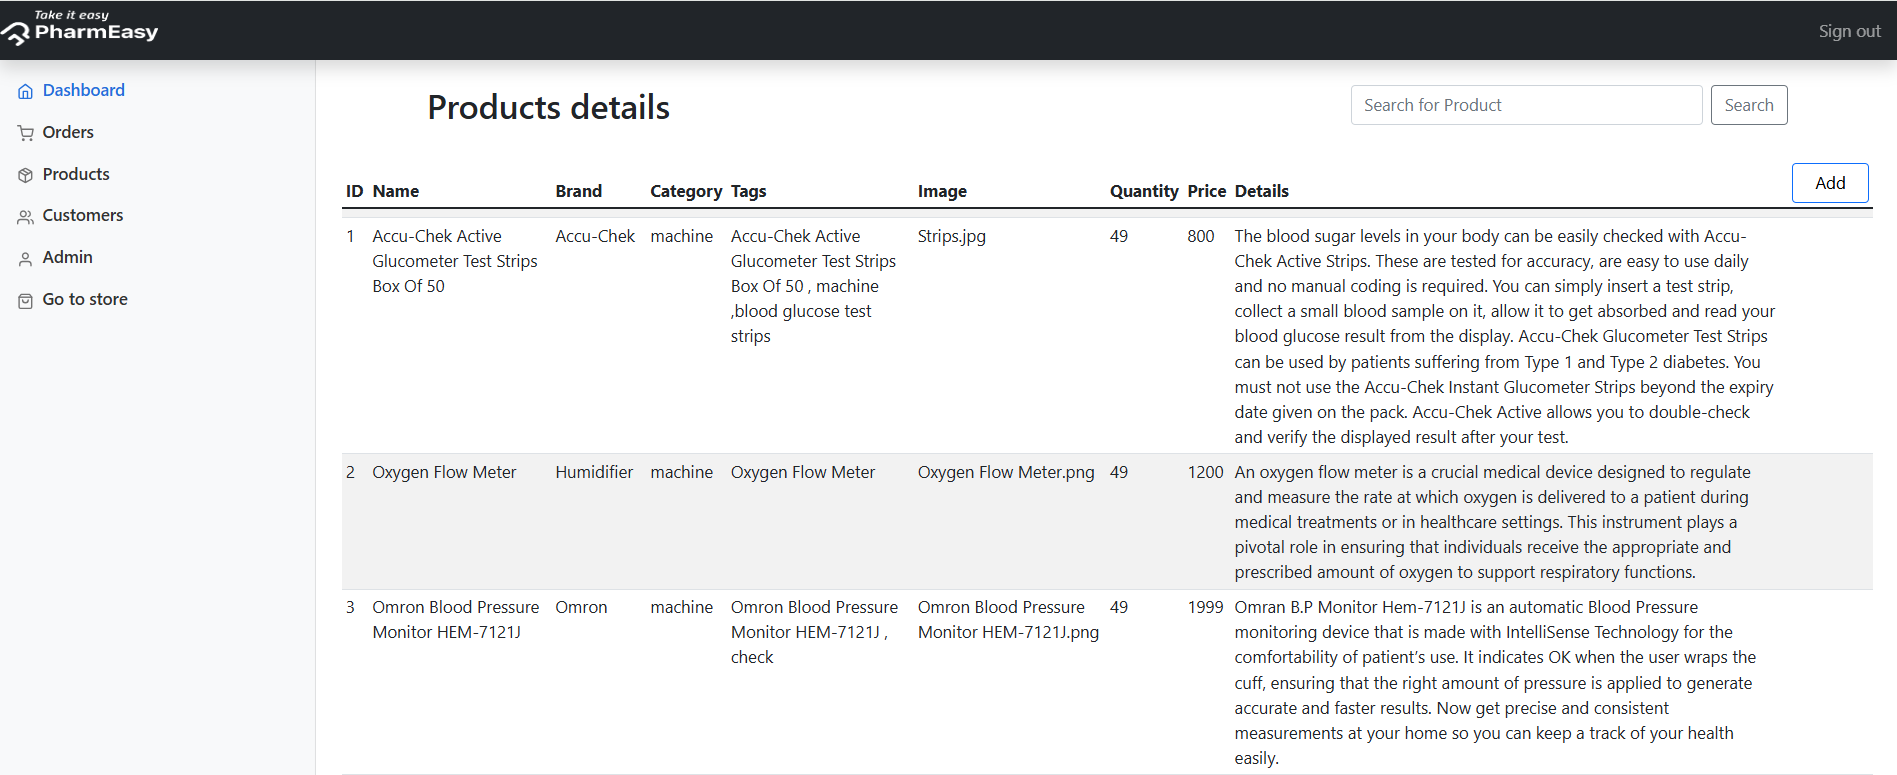 Take it easy
PharmEasy
Sign out
Dashboard
Orders
Products
Customers
Admin
Go to store
Products details
Search for Product
Search
ID Name Brand Category Tags Image Quantity Price Details
Add
1
Accu-Chek Active
Glucometer Test Strips
Box Of 50
Accu-Chek
machine
Accu-Chek Active
Glucometer Test Strips
Box Of 50 , machine
,blood glucose test
strips
Strips.jpg
49
800
The blood sugar levels in your body can be easily checked with Accu-
Chek Active Strips. These are tested for accuracy, are easy to use daily
and no manual coding is required. You can simply insert a test strip,
collect a small blood sample on it, allow it to get absorbed and read your
blood glucose result from the display. Accu-Chek Glucometer Test Strips
can be used by patients suffering from Type 1 and Type 2 diabetes. You
must not use the Accu-Chek Instant Glucometer Strips beyond the expiry
date given on the pack. Accu-Chek Active allows you to double-check
and verify the displayed result after your test.
2
Oxygen Flow Meter
Humidifier
machine
Oxygen Flow Meter
Oxygen Flow Meter.png
49
1200
An oxygen flow meter is a crucial medical device designed to regulate
and measure the rate at which oxygen is delivered to a patient during
medical treatments or in healthcare settings. This instrument plays a
pivotal role in ensuring that individuals receive the appropriate and
prescribed amount of oxygen to support respiratory functions.
3
Omron Blood Pressure
Monitor HEM-7121J
Omron
machine
Omron Blood Pressure
Monitor HEM-7121J ,
check
Omron Blood Pressure
Monitor HEM-7121J.png
49
1999
Omran B.P Monitor Hem-7121J is an automatic Blood Pressure
monitoring device that is made with IntelliSense Technology for the
comfortability of patient’s use. It indicates OK when the user wraps the
cuff, ensuring that the right amount of pressure is applied to generate
accurate and faster results. Now get precise and consistent
measurements at your home so you can keep a track of your health
easily.